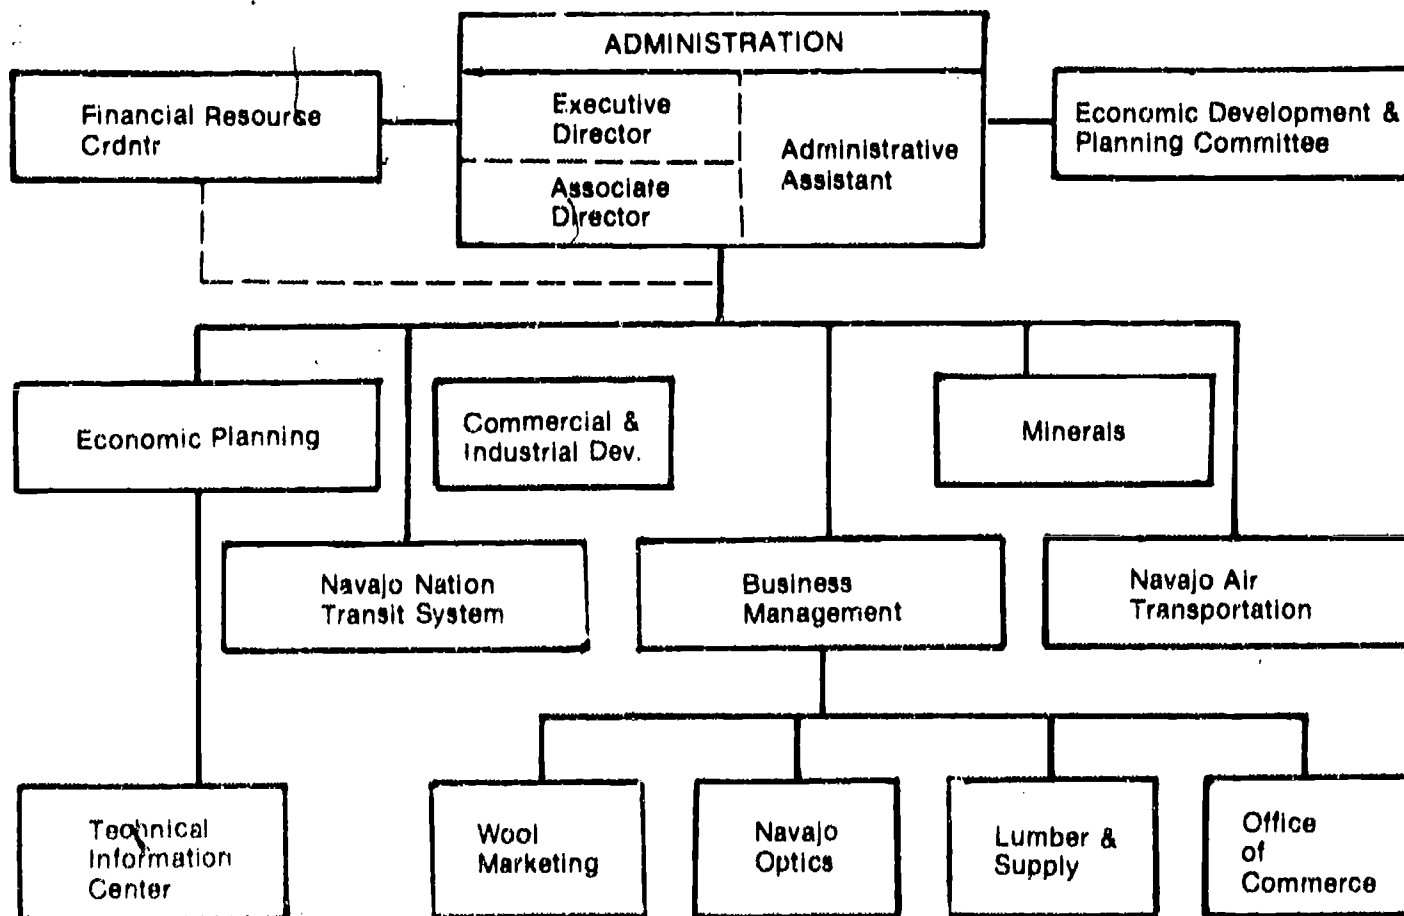 ADMINISTRATION
Financial Resource
Crdntr
Executive
Director
Associate
Director
Administrative
Assistant
Economic Development &
Planning Committee
Economic Planning
Commercial &
Industrial Dev.
Minerals
Navajo Nation
Transit System
Business
Management
Navajo Air
Transportation
Technical
Information
Center
Wool
Marketing
Navajo
Optics
Lumber &
Supply
Office
of
Commerce